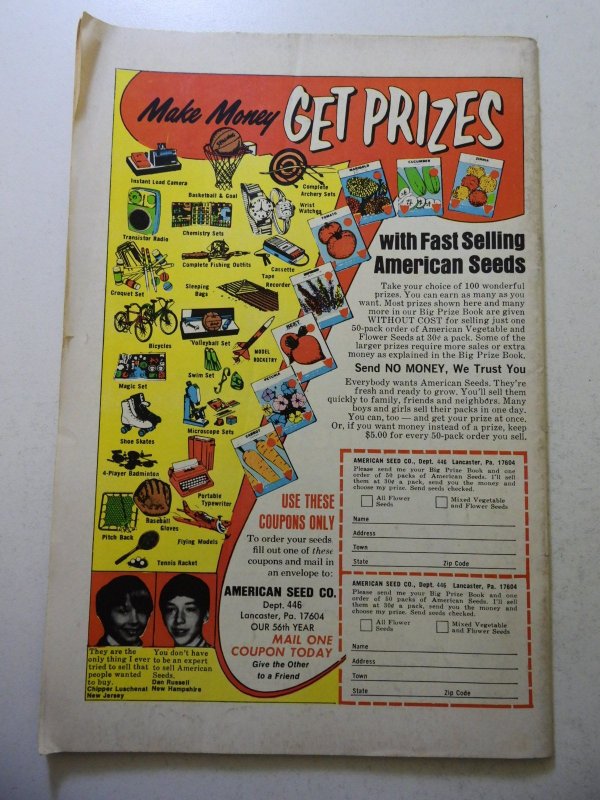 Make Money GET PRIZES
Instant Load Camera
Basketball & Goal
Complete
Archery Sets
Wrist
Watches
Transistor Radio
Chemistry Sets
Complete Fishing Outfits
Cassette
Tape
Recorder
Croquet Set
Sleeping
Bags
Bicycles
Volleyball Set
MODEL
ROCKETRY
Swim Set
Magic Set
Shoe Skates
Microscope Sets
4-Player Badminton
Portable
Typewriter
Baseball
Gloves
Pitch Back
Flying Models
Tennis Racket
MARIGOLD
CUCUMBER
ZINNIA
TOMATO
BEET
CARROT
with Fast Selling
American Seeds
Take your choice of 100 wonderful
prizes. You can earn as many as you
want. Most prizes shown here and many
more in our Big Prize Book are given
WITHOUT COST for selling just one
50-pack order of American Vegetable and
Flower Seeds at 30¢ a pack. Some of the
larger prizes require more sales or extra
money as explained in the Big Prize Book.
Send NO MONEY, We Trust You
Everybody wants American Seeds. They're
fresh and ready to grow. You'll sell them
quickly to family, friends and neighbors. Many
boys and girls sell their packs in one day.
You can, too — and get your prize at once.
Or, if you want money instead of a prize, keep
$5.00 for every 50-pack order you sell.
USE THESE
COUPONS ONLY
To order your seeds
fill out one of these
coupons and mail in
an envelope to:
AMERICAN SEED CO.
Dept. 446
Lancaster, Pa. 17604
OUR 56th YEAR
MAIL ONE
COUPON TODAY
Give the Other
to a Friend
They are the
only thing I ever
tried to sell that
people wanted
to buy.
Chipper Luschenat
New Jersey
You don't have
to be an expert
to sell American
Seeds.
Dan Russell
New Hampshire
AMERICAN SEED CO., Dept. 446 Lancaster, Pa. 17604
Please send me your Big Prize Book and one
order of 50 packs of American Seeds. I'll sell
them at 30¢ a pack, send you the money and
choose my prize. Send seeds checked.
All Flower
Seeds
Mixed Vegetable
and Flower Seeds
Name
Address
Town
State Zip Code
AMERICAN SEED CO., Dept. 446 Lancaster, Pa. 17604
Please send me your Big Prize Book and one
order of 50 packs of American Seeds. I'll sell
them at 30¢ a pack, send you the money and
choose my prize. Send seeds checked.
All Flower
Seeds
Mixed Vegetable
and Flower Seeds
Name
Address
Town
State Zip Code